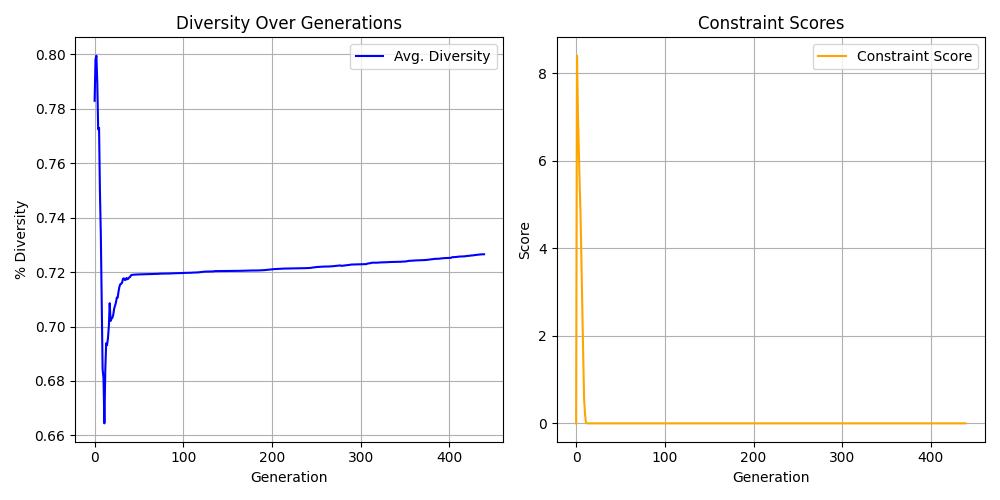 Diversity Over Generations
Avg. Diversity
% Diversity
0.80
0.78
0.76
0.74
0.72
0.70
0.68
0.66
0 100 200 300 400
Generation
Constraint Scores
Constraint Score
Score
8
6
4
2
0
0 100 200 300 400
Generation